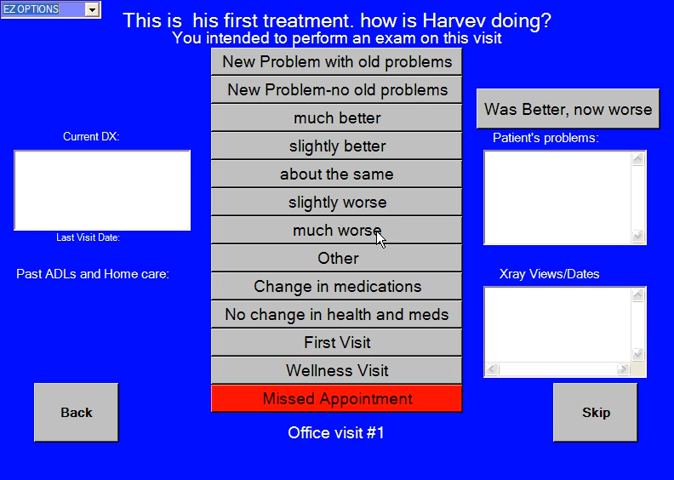 EZ OPTIONS
This is his first treatment. how is Harvev doing?
You intended to perform an exam on this visit
New Problem with old problems
New Problem-no old problems
much better
slightly better
about the same
slightly worse
much worse
Other
Change in medications
No change in health and meds
First Visit
Wellness Visit
Missed Appointment
Office visit #1
Current DX:
Last Visit Date:
Past ADLs and Home care:
Back
Was Better, now worse
Patient's problems:
Xray Views/Dates
Skip